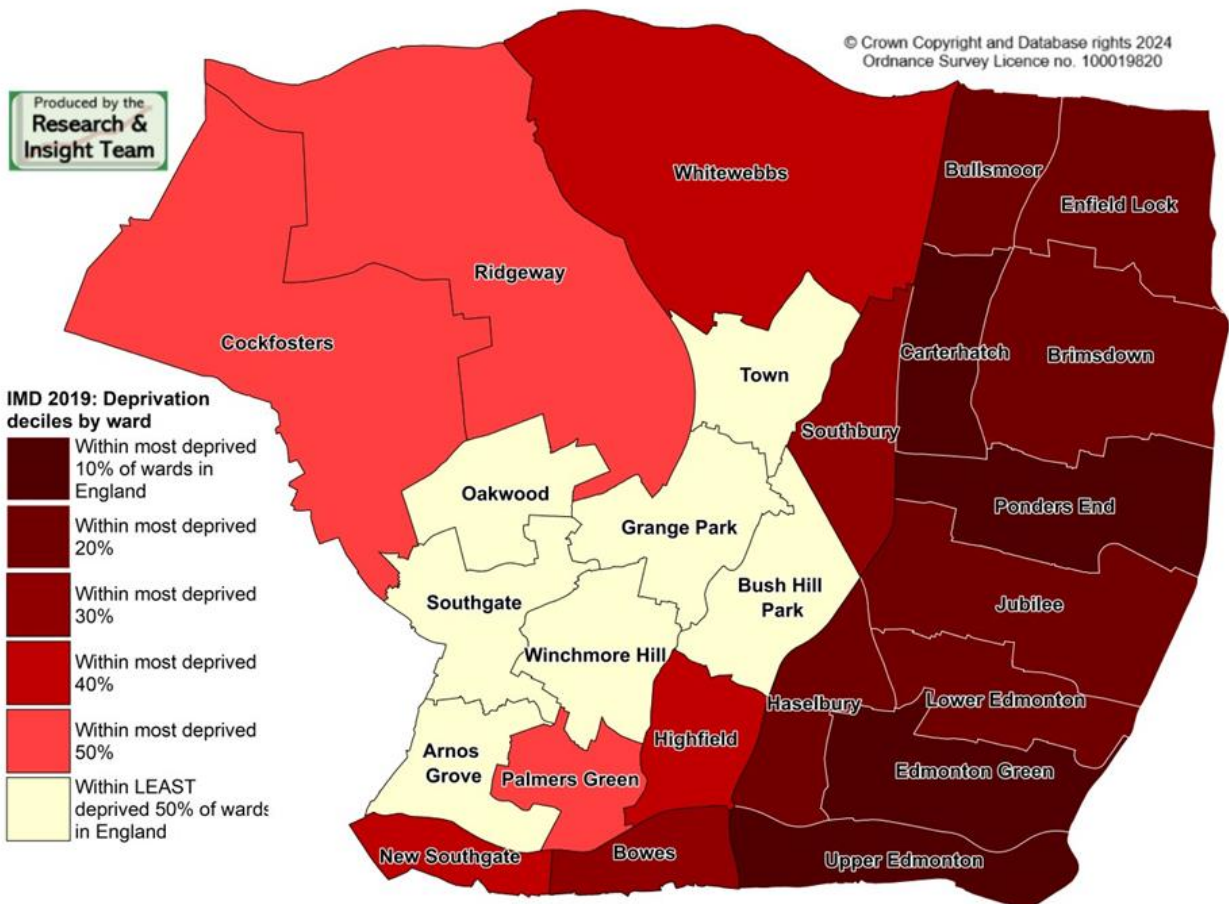 © Crown Copyright and Database rights 2024
Ordnance Survey Licence no. 100019820
Produced by the
Research &
Insight Team
Whitewebbs
Bullsmoor
Enfield Lock
Ridgeway
Cockfosters
Carterhatch
Brimsdown
Town
Southbury
IMD 2019: Deprivation
deciles by ward
Within most deprived
10% of wards in
England
Within most deprived
20%
Within most deprived
30%
Within most deprived
40%
Within most deprived
50%
Within LEAST
deprived 50% of wards
in England
Oakwood
Grange Park
Ponders End
Southgate
Bush Hill
Park
Jubilee
Winchmore Hill
Haselbury
Lower Edmonton
Arnos
Grove
Highfield
Palmers Green
Edmonton Green
New Southgate
Bowes
Upper Edmonton